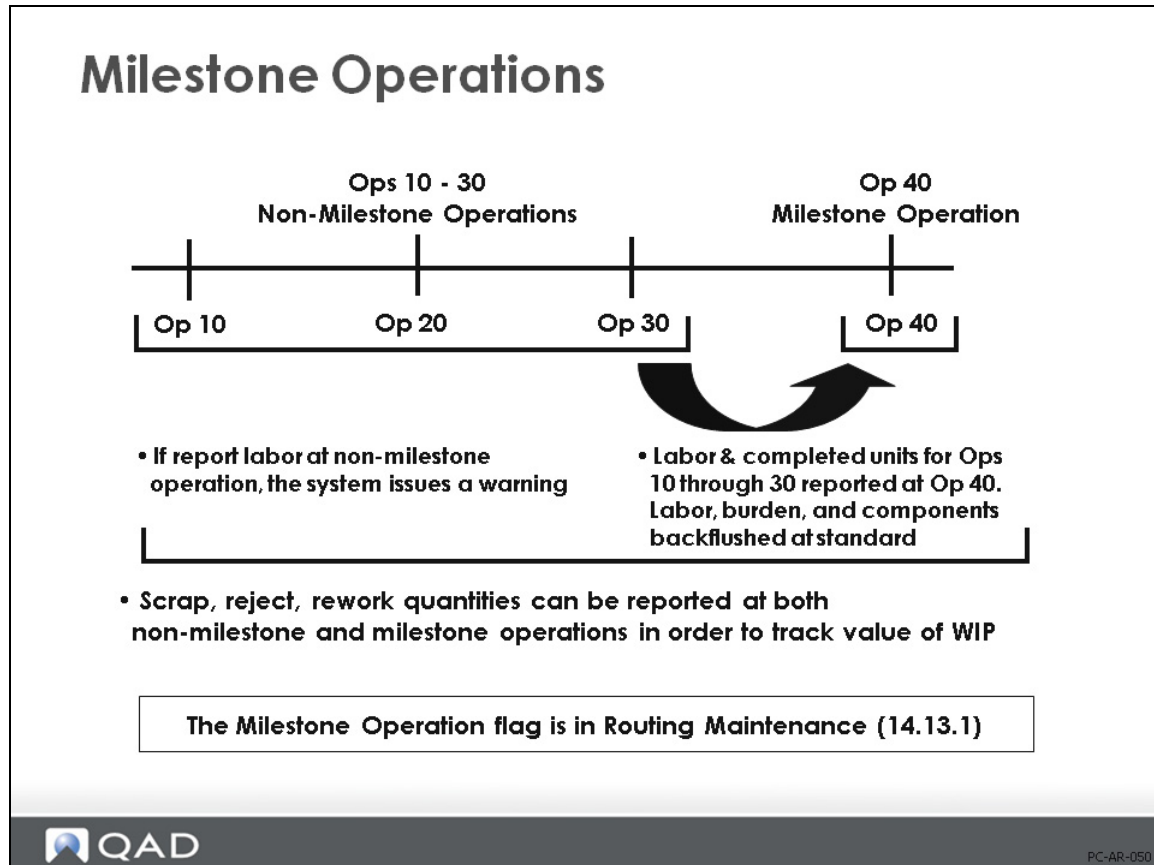 Milestone Operations
Ops 10 - 30
Non-Milestone Operations
Op 40
Milestone Operation
Op 10
Op 20
Op 30
Op 40
• If report labor at non-milestone
operation, the system issues a warning
• Labor & completed units for Ops
10 through 30 reported at Op 40.
Labor, burden, and components
backflushed at standard
• Scrap, reject, rework quantities can be reported at both
non-milestone and milestone operations in order to track value of WIP
The Milestone Operation flag is in Routing Maintenance (14.13.1)
QAD
PC-AR-050